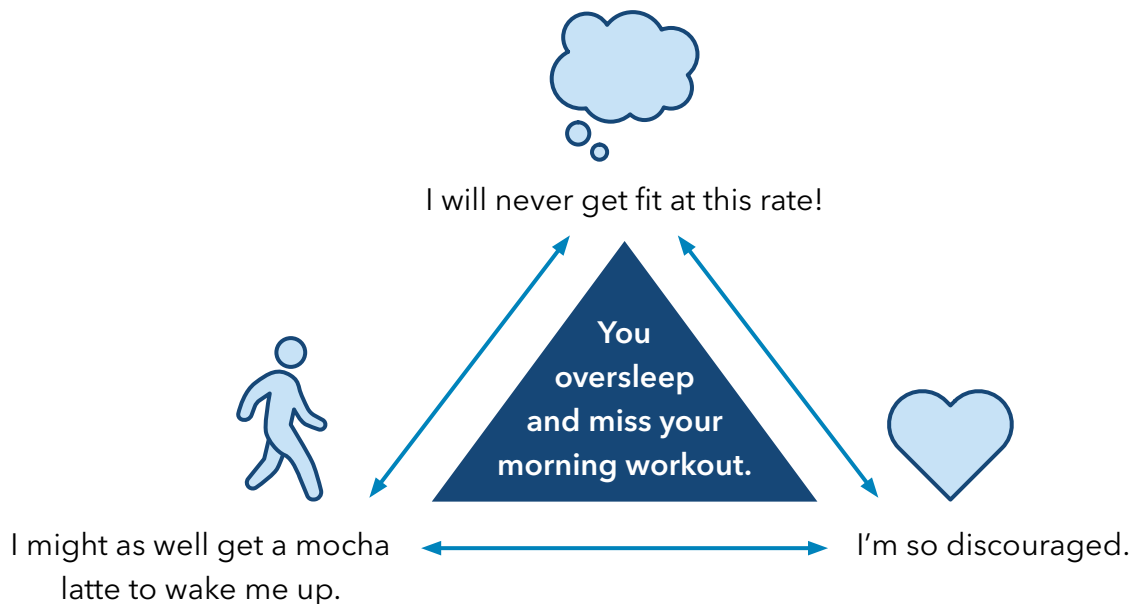 I will never get fit at this rate!
You
oversleep
and miss your
morning workout.
I might as well get a mocha
latte to wake me up.
I'm so discouraged.